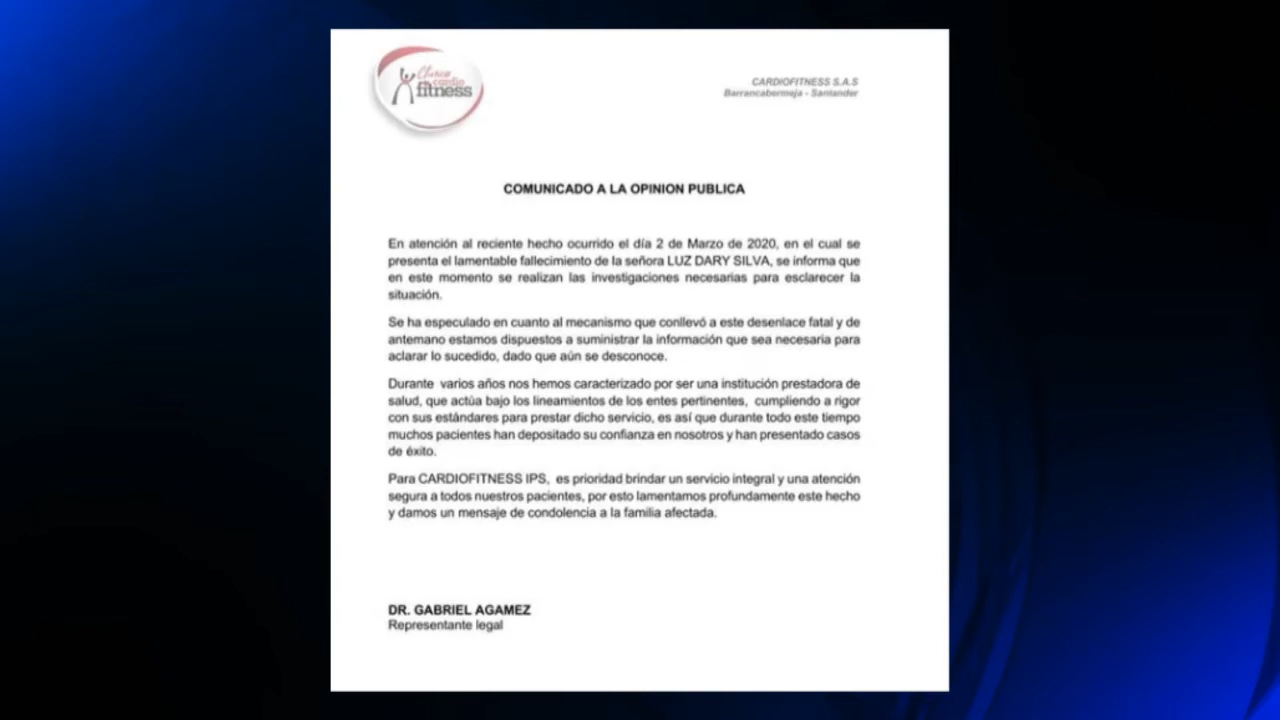 Clínica
cardio
fitness
CARDIOFITNESS S.A.S
Barrancabermeja - Santander
COMUNICADO A LA OPINION PUBLICA
En atención al reciente hecho ocurrido el día 2 de Marzo de 2020, en el cual se
presenta el lamentable fallecimiento de la señora LUZ DARY SILVA, se informa que
en este momento se realizan las investigaciones necesarias para esclarecer la
situación.
Se ha especulado en cuanto al mecanismo que conllevó a este desenlace fatal y de
antemano estamos dispuestos a suministrar la información que sea necesaria para
aclarar lo sucedido, dado que aún se desconoce.
Durante varios años nos hemos caracterizado por ser una institución prestadora de
salud, que actúa bajo los lineamientos de los entes pertinentes, cumpliendo a rigor
con sus estándares para prestar dicho servicio, es así que durante todo este tiempo
muchos pacientes han depositado su confianza en nosotros y han presentado casos
de éxito.
Para CARDIOFITNESS IPS, es prioridad brindar un servicio integral y una atención
segura a todos nuestros pacientes, por esto lamentamos profundamente este hecho
y damos un mensaje de condolencia a la familia afectada.
DR. GABRIEL AGAMEZ
Representante legal